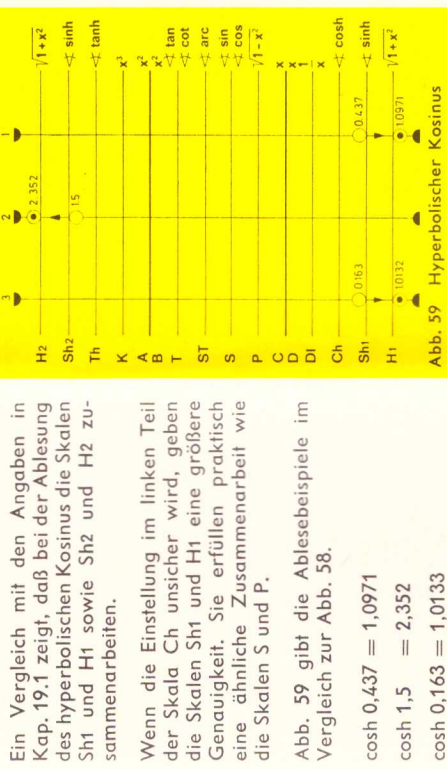 Ein Vergleich mit den Angaben in
Kap. 19.1 zeigt, daß bei der Ablesung
des hyperbolischen Kosinus die Skalen
Sh1 und H1 sowie Sh2 und H2 zu-
sammenarbeiten.
Wenn die Einstellung im linken Teil
der Skala Ch unsicher wird, geben
die Skalen Sh1 und H1 eine größere
Genauigkeit. Sie erfüllen praktisch
eine ähnliche Zusammenarbeit wie
die Skalen S und P.
Abb. 59 gibt die Ablesebeispiele im
Vergleich zur Abb. 58.
cosh 0,437 = 1,0971
cosh 1,5 = 2,352
cosh 0,163 = 1,0133
3 2 1
H2 2.352 √1+x²
Sh2 1.5 ∢ sinh
Th ∢ tanh
K x³
A x²
B x²
T ∢ tan ∢ cot
ST ∢ arc
S ∢ sin ∢ cos
P √1−x²
C x
D x
DI 1/x
Ch ∢ cosh
Sh1 0.163 0.437 ∢ sinh
H1 1.0132 1.0971 √1+x²
Abb. 59 Hyperbolischer Kosinus